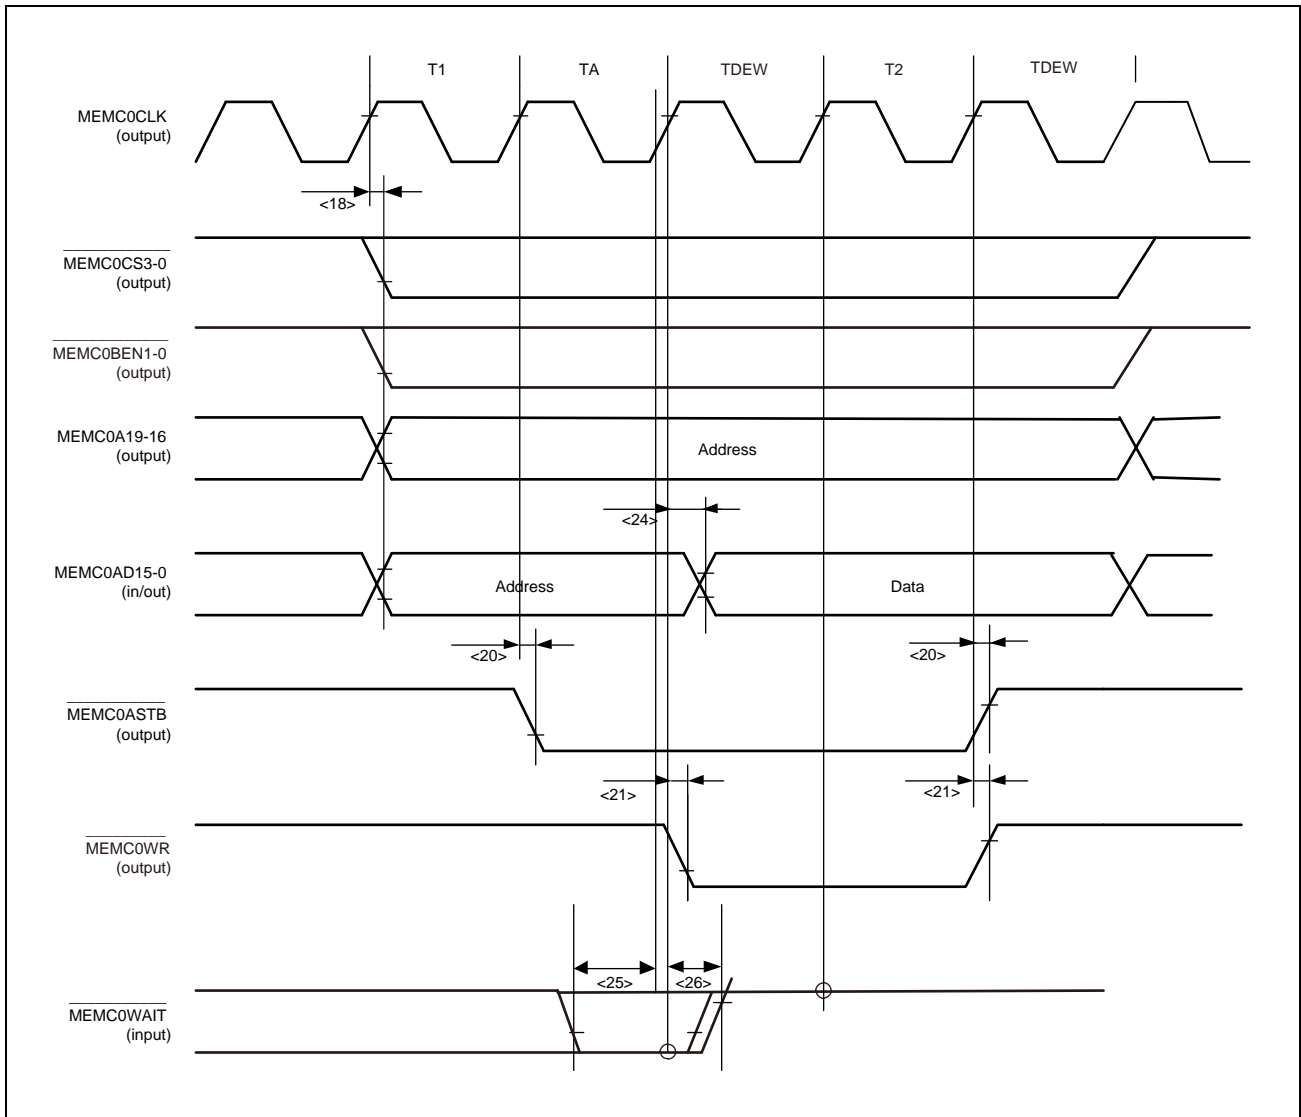 T1 TA TDEW T2 TDEW
MEMC0CLK
(output)
<18>
MEMC0CS3-0
(output)
MEMC0BEN1-0
(output)
MEMC0A19-16
(output)
Address
<24>
MEMC0AD15-0
(in/out)
Address
Data
<20>
<20>
MEMC0ASTB
(output)
<21>
<21>
MEMC0WR
(output)
<25>
<26>
MEMC0WAIT
(input)